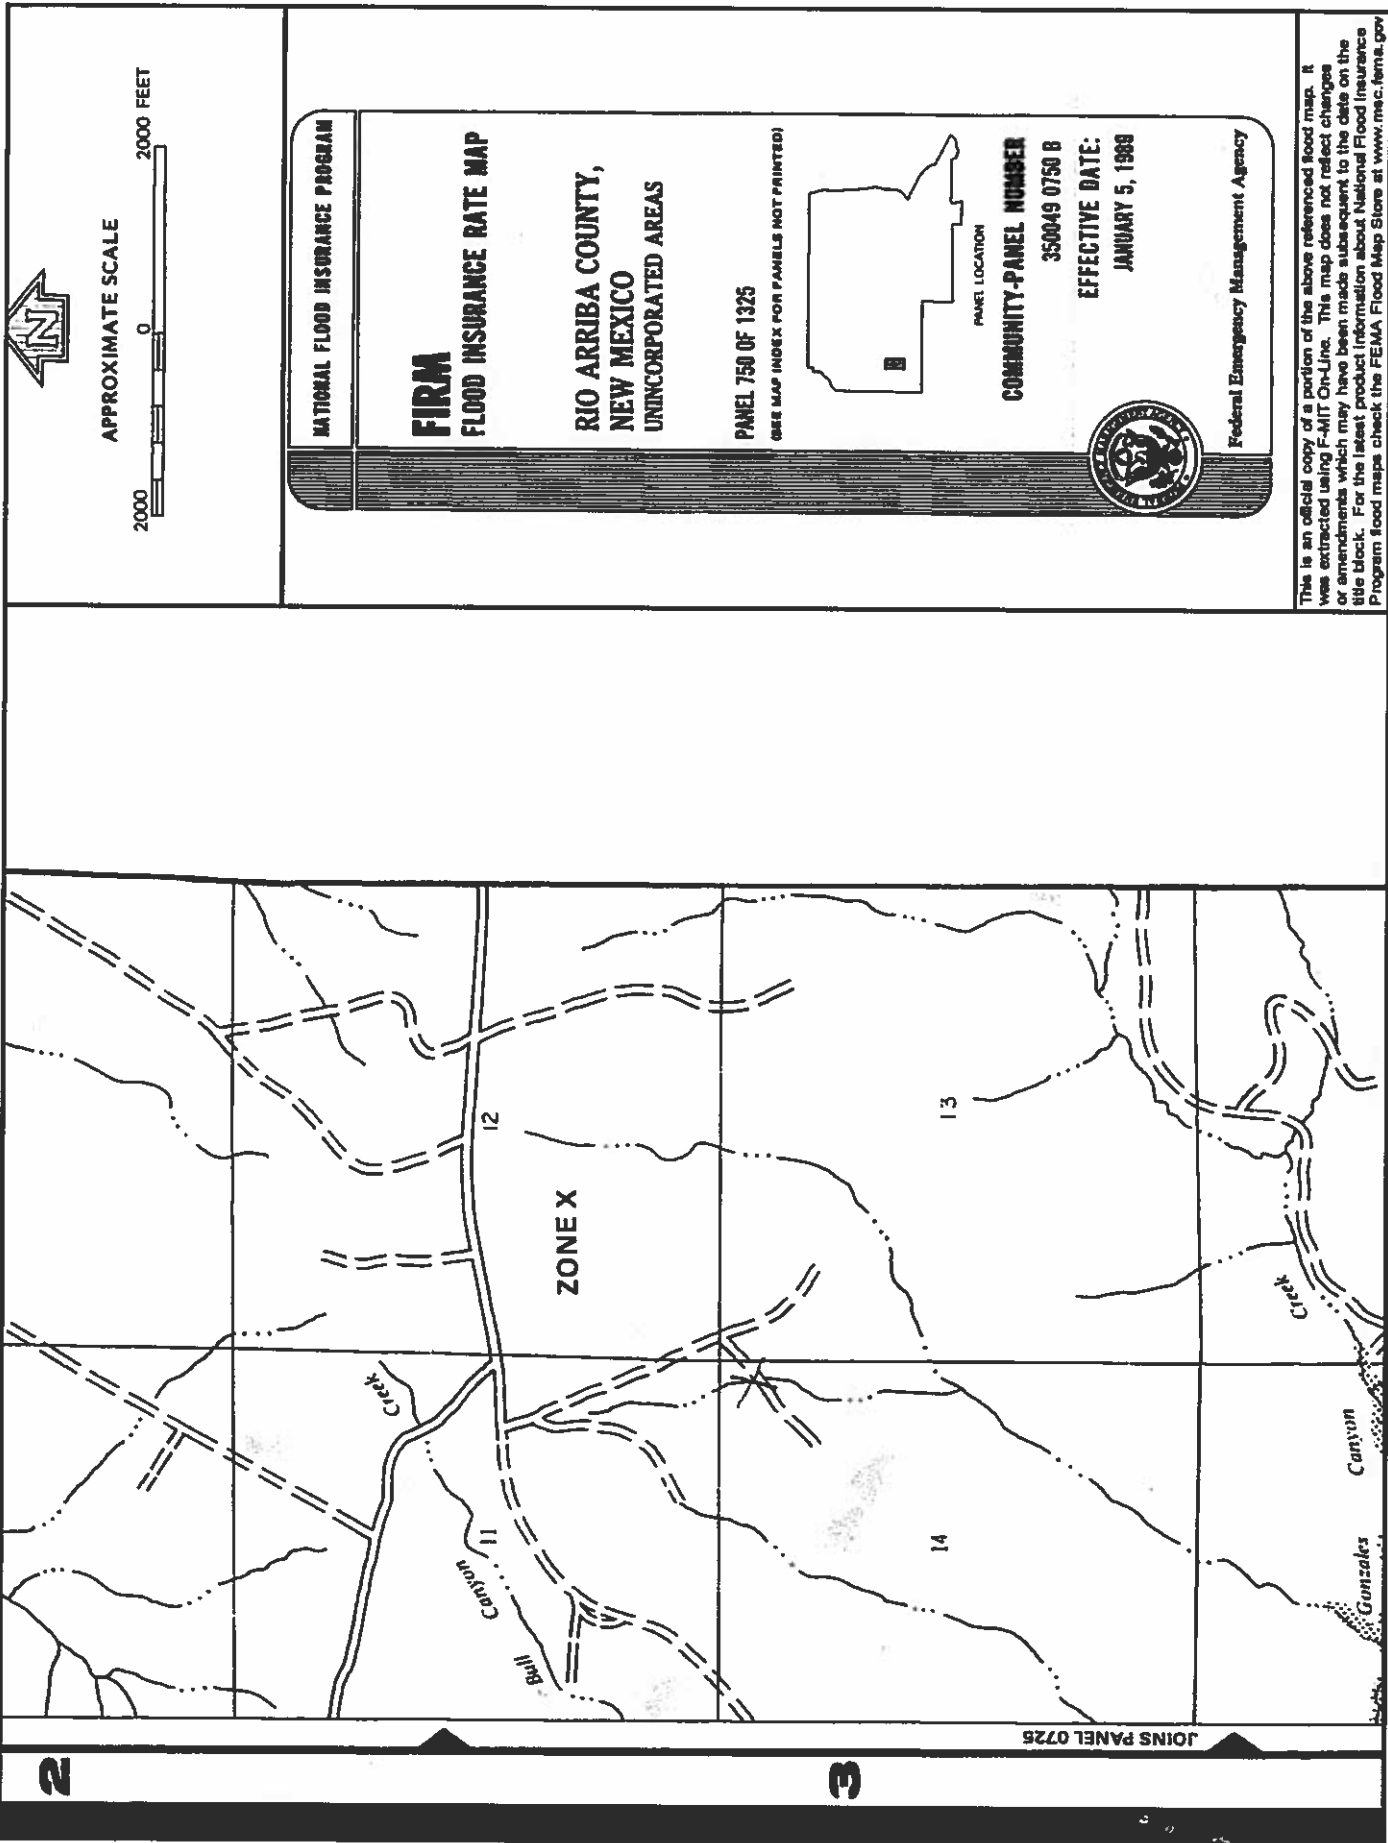 N
APPROXIMATE SCALE
2000 0 2000 FEET
NATIONAL FLOOD INSURANCE PROGRAM
FIRM
FLOOD INSURANCE RATE MAP
RIO ARRIBA COUNTY,
NEW MEXICO
UNINCORPORATED AREAS
PANEL 750 OF 1325
(SEE MAP INDEX FOR PANELS NOT PRINTED)
PANEL LOCATION
COMMUNITY-PANEL NUMBER
350049 0750 B
EFFECTIVE DATE:
JANUARY 5, 1989
Federal Emergency Management Agency
This is an official copy of a portion of the above referenced flood map. It
was extracted using F-MIT On-Line. This map does not reflect changes
or amendments which may have been made subsequent to the date on the
title block. For the latest product information about National Flood Insurance
Program flood maps check the FEMA Flood Map Store at www.msc.fema.gov
2
3
JOINS PANEL 0725
Bull
Canyon
Creek
11
12
ZONE X
13
14
Gonzales
Canyon
Creek